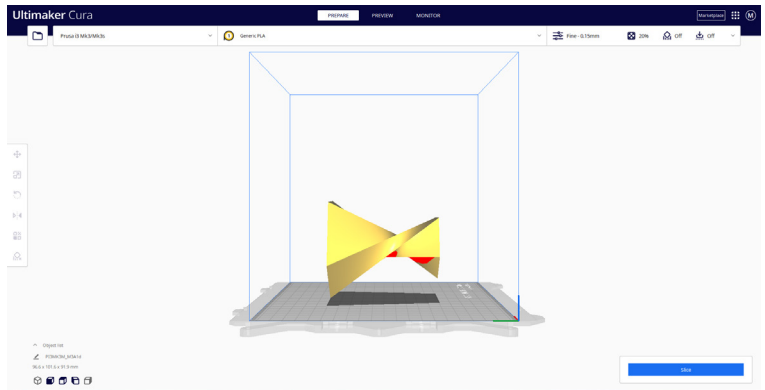 Ultimaker Cura
PREPARE
PREVIEW
MONITOR
Marketplace
M
Prusa i3 Mk3/Mk3s
Generic PLA
Fine - 0.15mm
20%
Off
Off
Object list
Slice